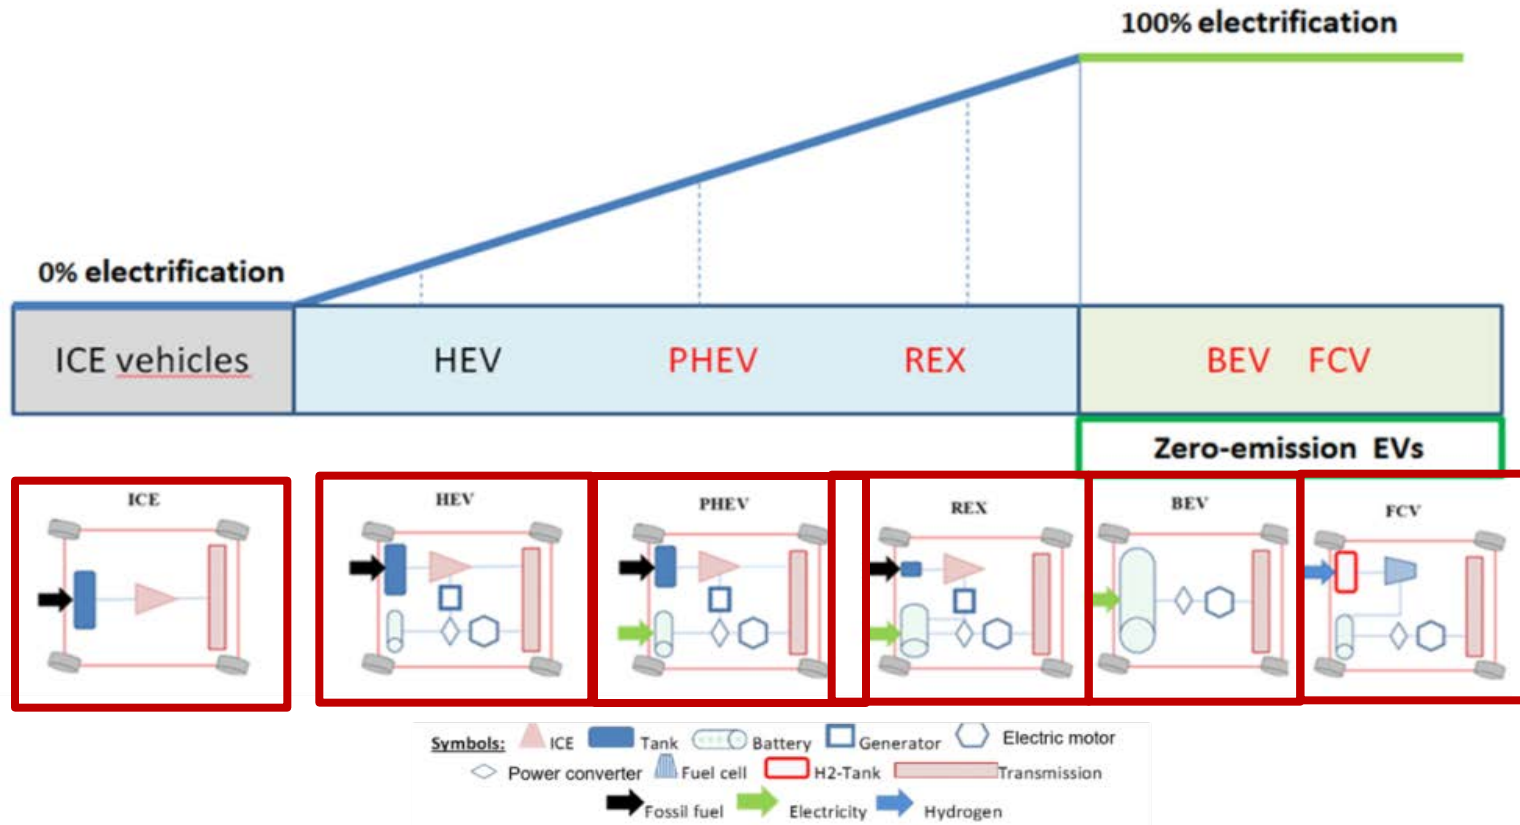 100% electrification
0% electrification
ICE vehicles HEV PHEV REX BEV FCV
Zero-emission EVs
ICE HEV PHEV REX BEV FCV
Symbols: ICE Tank Battery Generator Electric motor
Power converter Fuel cell H2-Tank Transmission
Fossil fuel Electricity Hydrogen